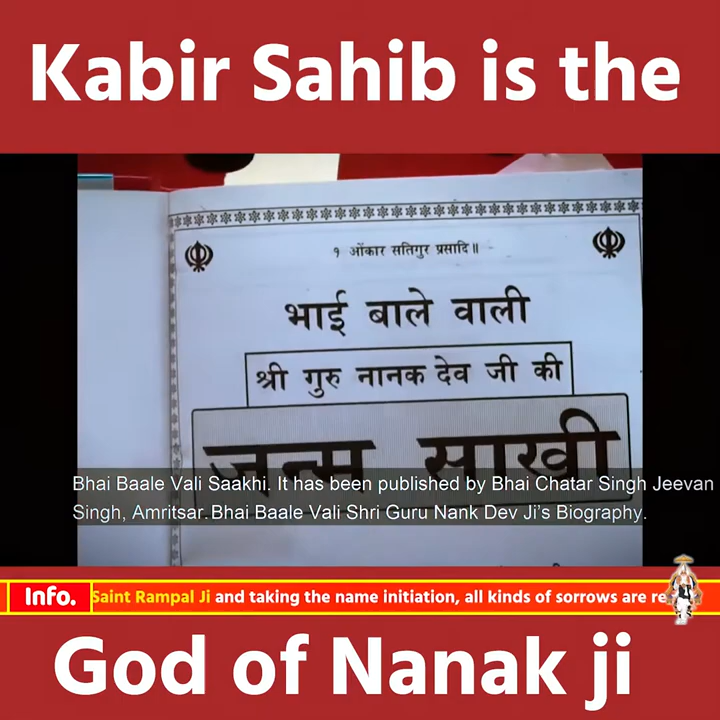 Kabir Sahib is the
१ ओंकार सतिगुर प्रसादि ॥
भाई बाले वाली
श्री गुरु नानक देव जी की
जन्म साखी
Bhai Baale Vali Saakhi. It has been published by Bhai Chatar Singh Jeevan
Singh, Amritsar.Bhai Baale Vali Shri Guru Nank Dev Ji's Biography.
Info. Saint Rampal Ji and taking the name initiation, all kinds of sorrows are re
God of Nanak ji